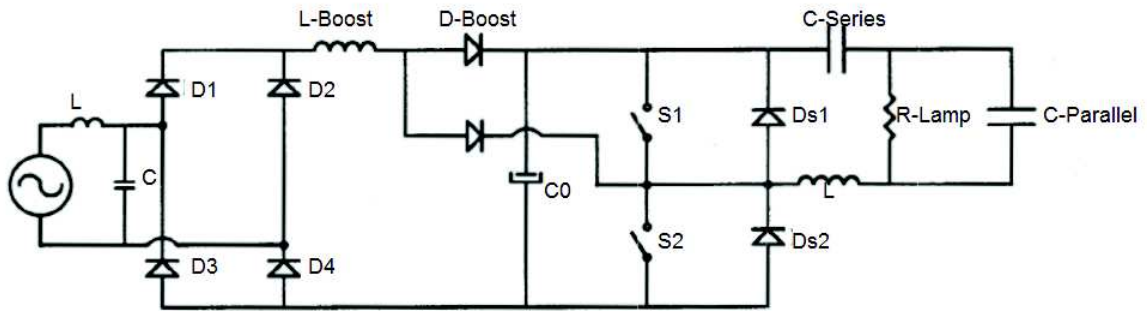 L-Boost
D-Boost
C-Series
D1
D2
L
S1
Ds1
R-Lamp
C-Parallel
C
C0
L
S2
Ds2
D3
D4